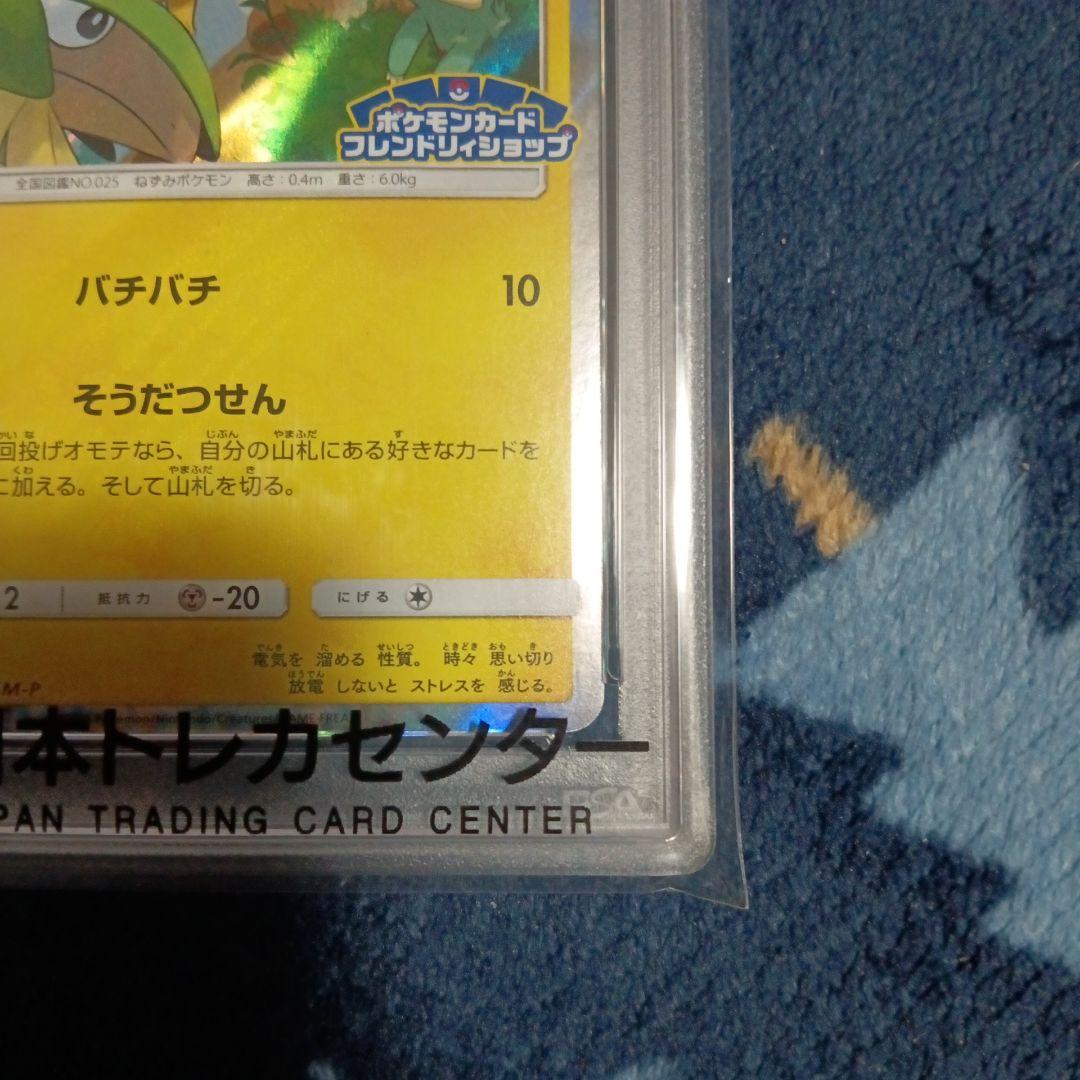 ポケモンカード
フレンドリィショップ
全国図鑑NO.025 ねずみポケモン 高さ：0.4m 重さ：6.0kg
バチバチ 10
そうだつせん
回投げオモテなら、自分の山札にある好きなカードを
に加える。そして山札を切る。
2 抵抗力 -20 にげる
電気を 溜める 性質。 時々 思い切り
放電 しないと ストレスを 感じる。
M-P
Pokémon/Nintendo/Creatures/GAME FREAK
本トレカセンター
PAN TRADING CARD CENTER
PSA